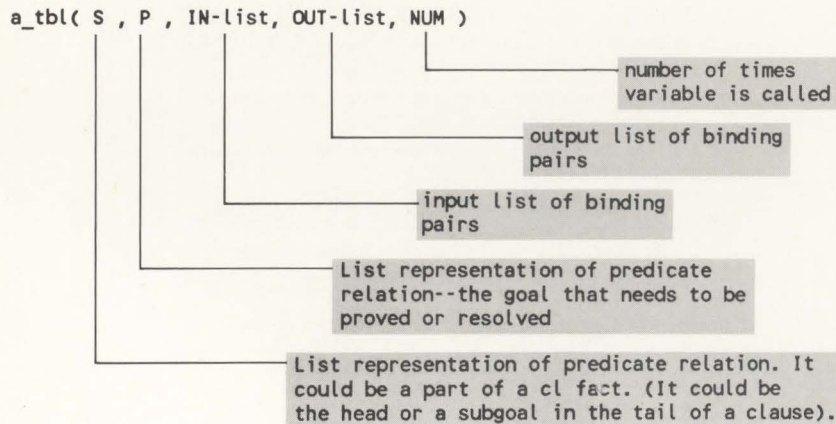 a_tbl( S , P , IN-list, OUT-list, NUM )
number of times
variable is called
output list of binding
pairs
input list of binding
pairs
List representation of predicate
relation--the goal that needs to be
proved or resolved
List representation of predicate relation. It
could be a part of a cl fact. (It could be
the head or a subgoal in the tail of a clause).